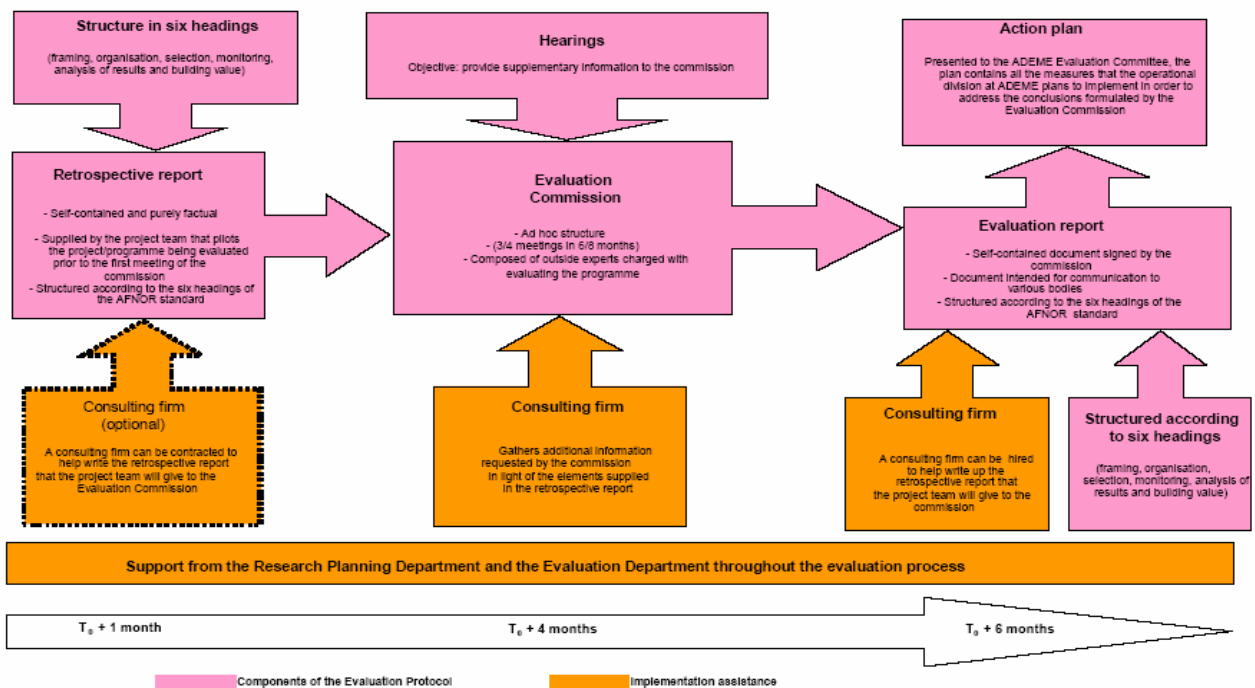 Structure in six headings
(framing, organisation, selection, monitoring,
analysis of results and building value)
Hearings
Objective: provide supplementary information to the commission
Action plan
Presented to the ADEME Evaluation Committee, the
plan contains all the measures that the operational
division at ADEME plans to implement in order to
address the conclusions formulated by the
Evaluation Commission
Retrospective report
- Self-contained and purely factual
- Supplied by the project team that pilots
the project/programme being evaluated
prior to the first meeting of the
commission
- Structured according to the six headings of
the AFNOR standard
Evaluation
Commission
- Ad hoc structure
- (3/4 meetings in 6/8 months)
- Composed of outside experts charged with
evaluating the programme
Evaluation report
- Self-contained document signed by the
commission
- Document intended for communication to
various bodies
- Structured according to the six headings of the
AFNOR standard
Consulting firm
(optional)
A consulting firm can be contracted to
help write the retrospective report
that the project team will give to the
Evaluation Commission
Consulting firm
Gathers additional information
requested by the commission
in light of the elements supplied
in the retrospective report
Consulting firm
A consulting firm can be hired
to help write up the
retrospective report that
the project team will give to the
commission
Structured according
to six headings
(framing, organisation,
selection, monitoring, analysis of
results and building value)
Support from the Research Planning Department and the Evaluation Department throughout the evaluation process
T₀ + 1 month
T₀ + 4 months
T₀ + 6 months
Components of the Evaluation Protocol
Implementation assistance